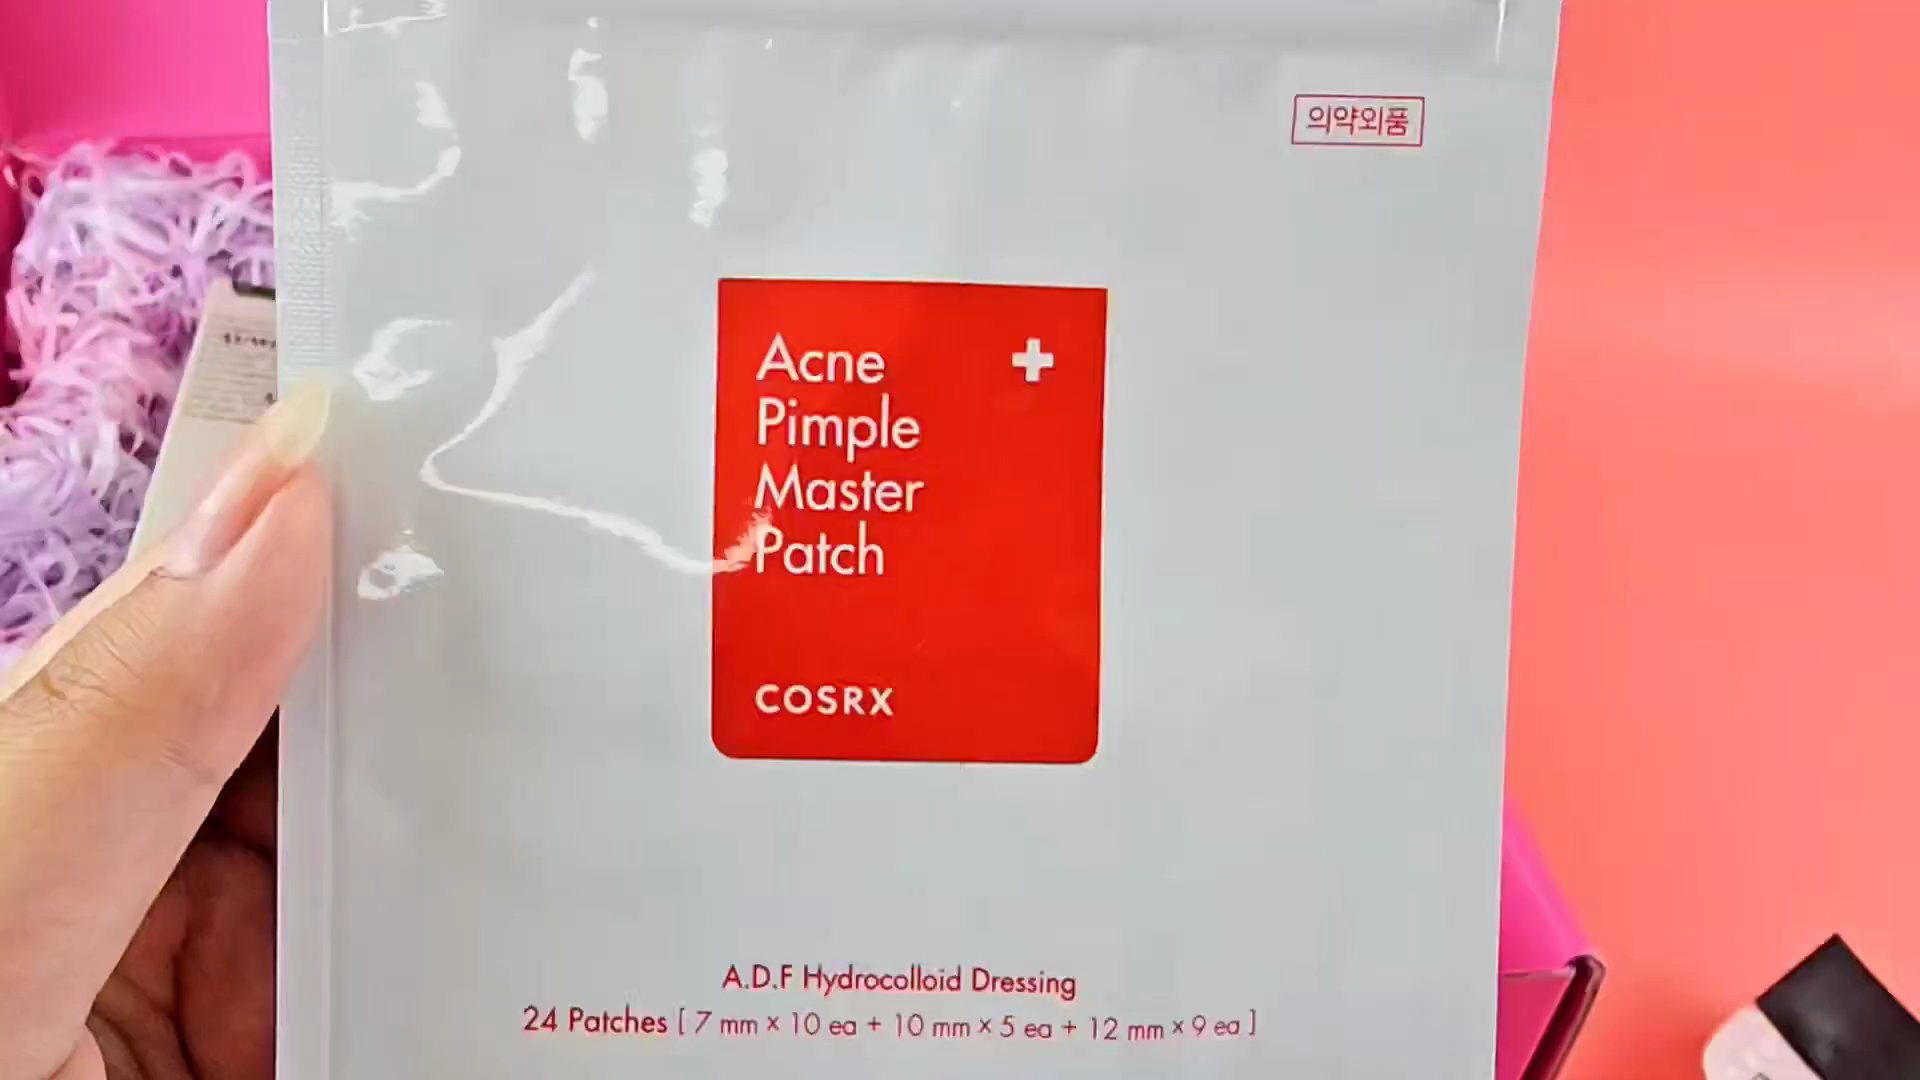 의약외품
Acne
Pimple
Master
Patch
COSRX
A.D.F Hydrocolloid Dressing
24 Patches [ 7 mm × 10 ea + 10 mm × 5 ea + 12 mm × 9 ea ]